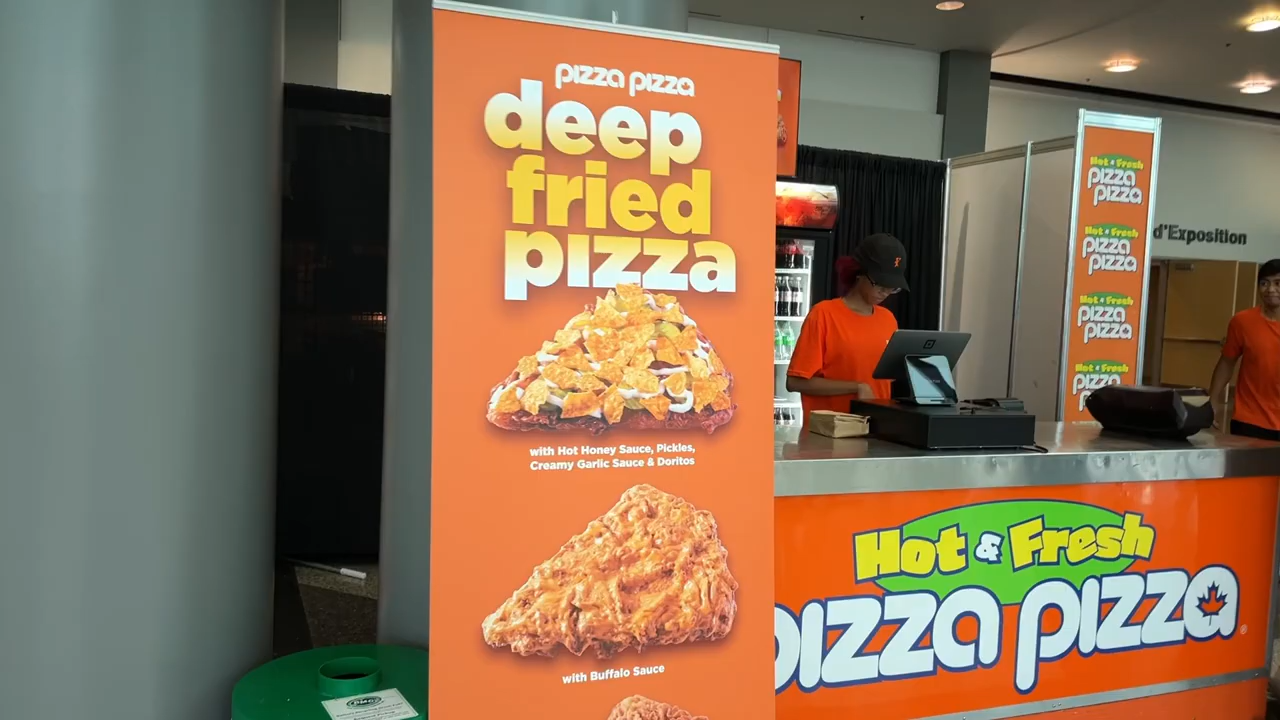 pizza pizza
deep
fried
pizza
with Hot Honey Sauce, Pickles,
Creamy Garlic Sauce & Doritos
with Buffalo Sauce
Hot & Fresh
pizza
pizza
Hot & Fresh
pizza
pizza
Hot & Fresh
pizza
pizza
Hot & Fresh
pizza
d'Exposition
Hot & Fresh
pizza pizza